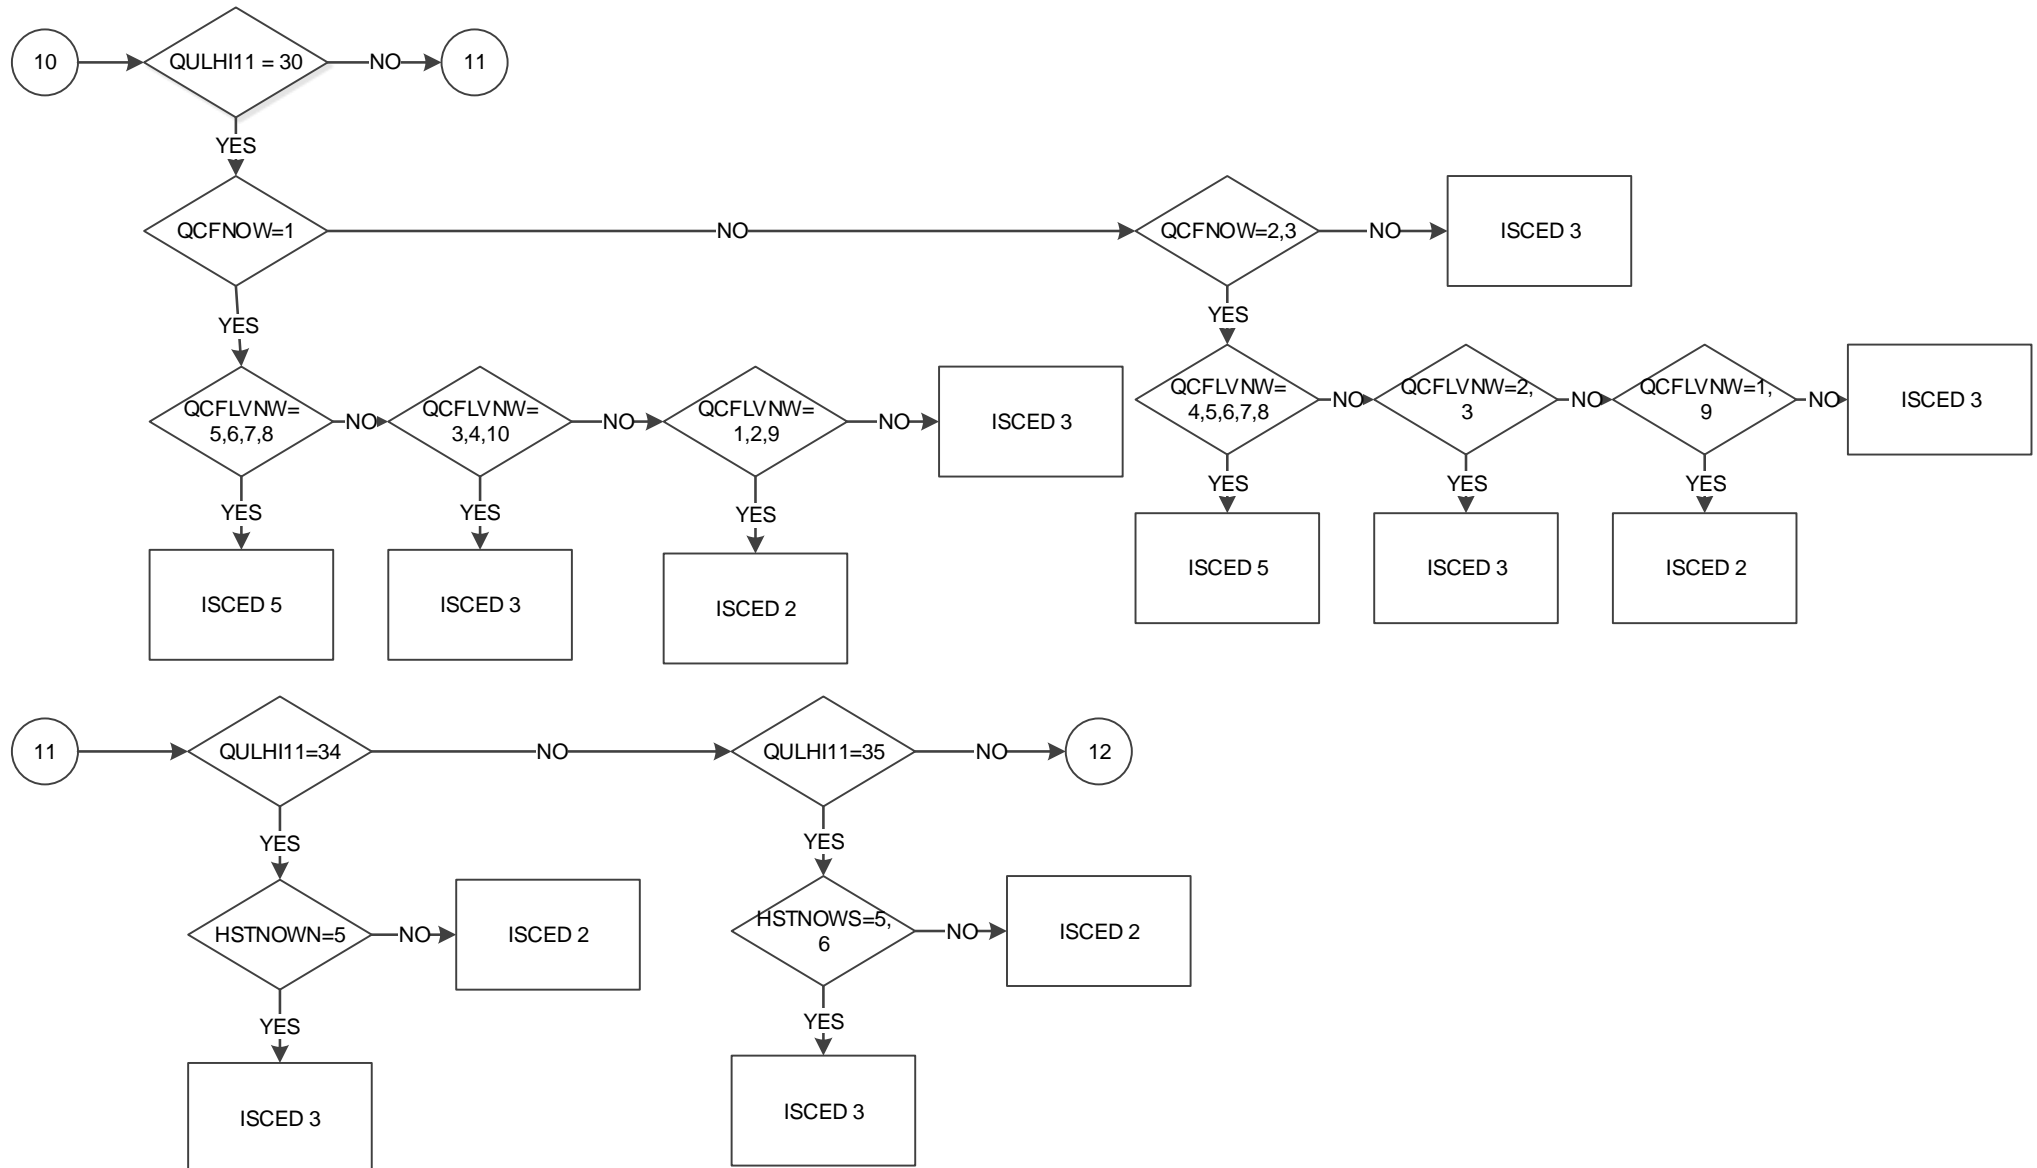 10
QULHI11 = 30
NO
11
YES
QCFNOW=1
NO
QCFNOW=2,3
NO
ISCED 3
YES
YES
QCFLVNW=
5,6,7,8
NO
QCFLVNW=
3,4,10
NO
QCFLVNW=
1,2,9
NO
ISCED 3
QCFLVNW=
4,5,6,7,8
NO
QCFLVNW=2,
3
NO
QCFLVNW=1,
9
NO
ISCED 3
YES
YES
YES
YES
YES
YES
ISCED 5
ISCED 3
ISCED 2
ISCED 5
ISCED 3
ISCED 2
11
QULHI11=34
NO
QULHI11=35
NO
12
YES
YES
HSTNOWN=5
NO
ISCED 2
HSTNOWS=5,
6
NO
ISCED 2
YES
YES
ISCED 3
ISCED 3